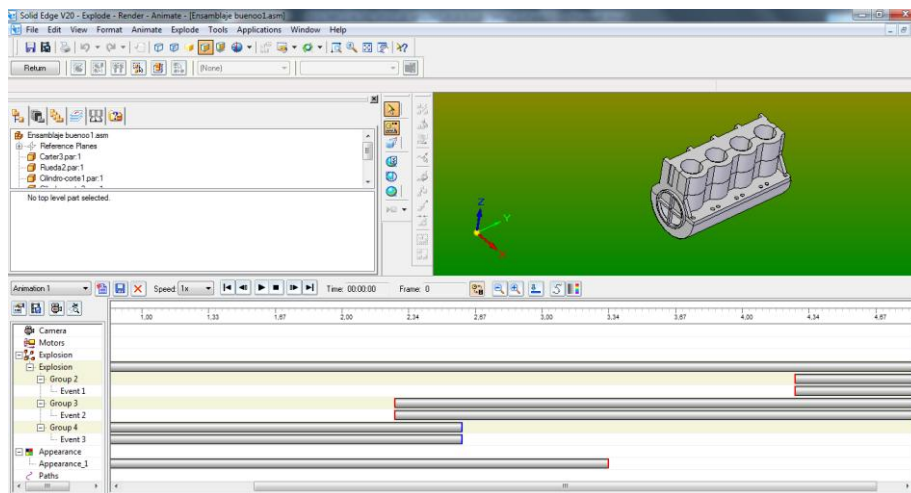 Solid Edge V20 - Explode - Render - Animate - [Ensamblaje buenoo1.asm]
File Edit View Format Animate Explode Tools Applications Window Help
Return (None)
Ensamblaje buenoo1.asm
Reference Planes
Carter3.par:1
Rueda2.par:1
Cilindro-corte1.par:1
No top level part selected.
Z
Y
X
Animation 1 Speed: 1x Time: 00:00:00 Frame: 0
1,00 1,33 1,67 2,00 2,34 2,67 3,00 3,34 3,67 4,00 4,34 4,67
Camera
Motors
Explosion
Explosion
Group 2
Event 1
Group 3
Event 2
Group 4
Event 3
Appearance
Appearance_1
Paths